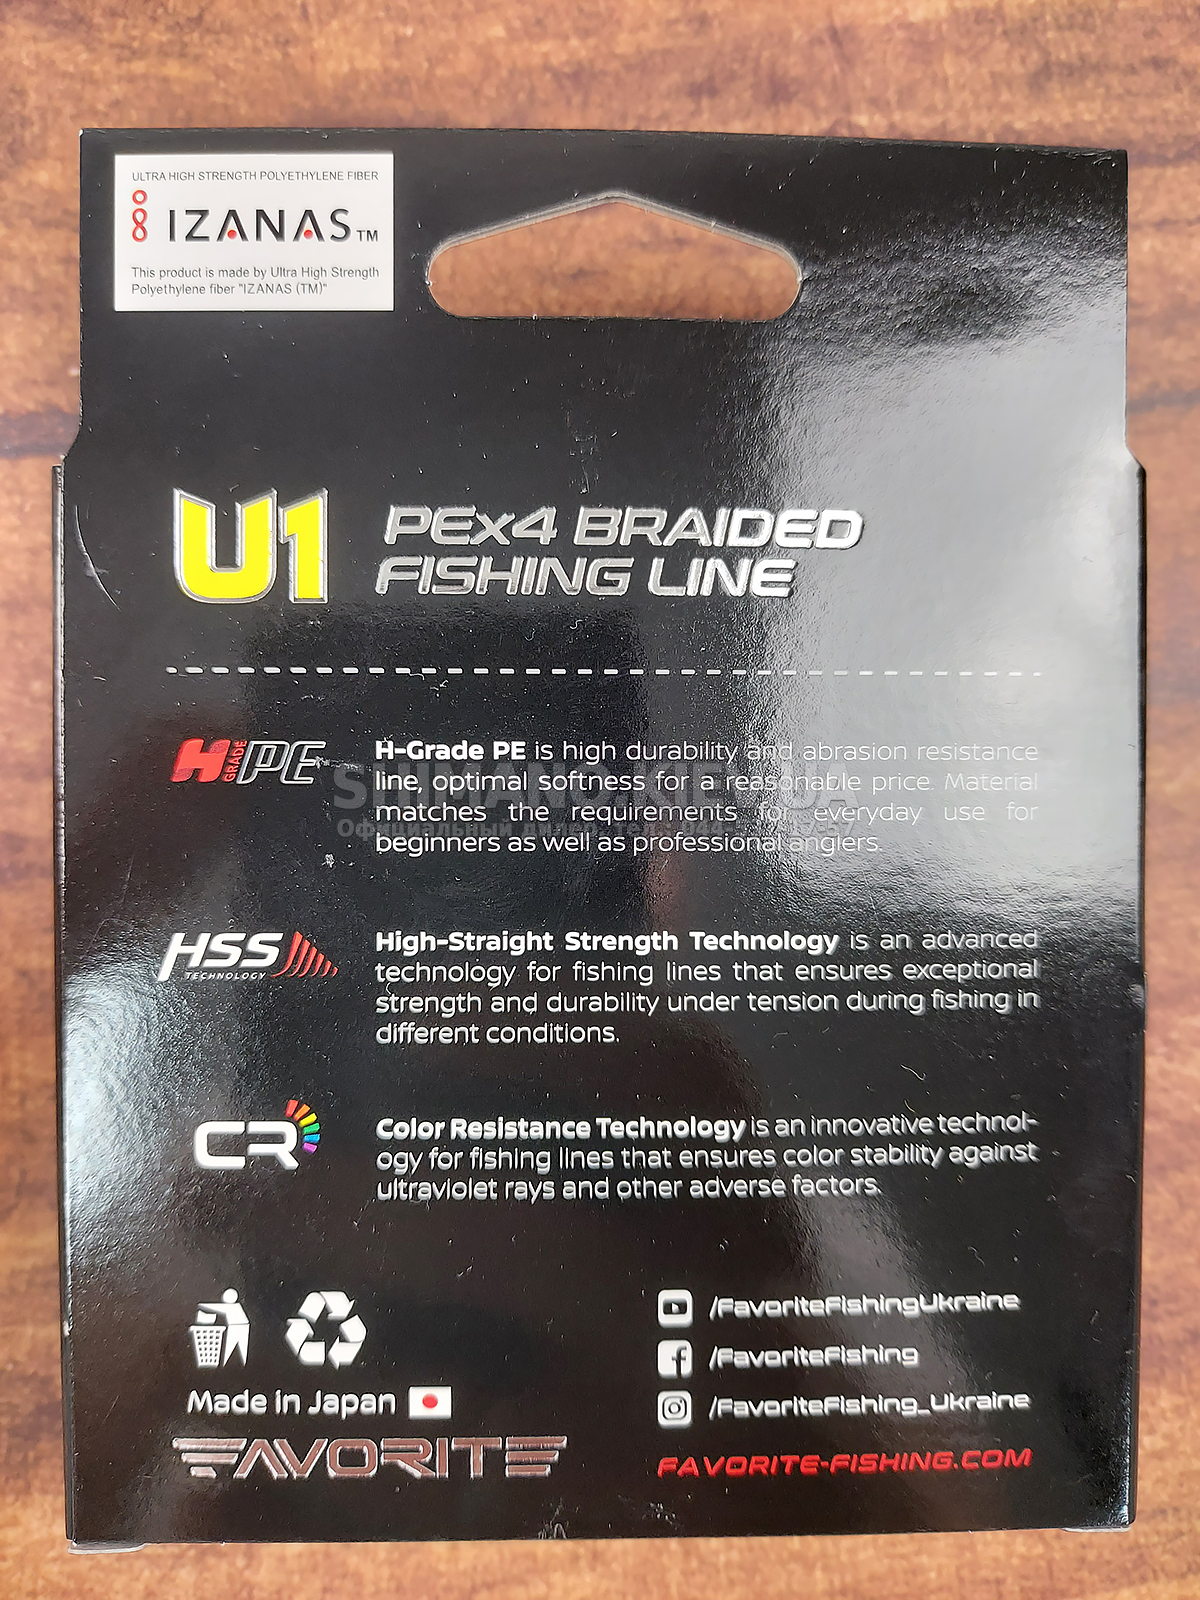 ULTRA HIGH STRENGTH POLYETHYLENE FIBER
IZANAS TM
This product is made by Ultra High Strength
Polyethylene fiber "IZANAS (TM)"
U1
PEx4 BRAIDED
FISHING LINE
H GRADE PE
H-Grade PE is high durability and abrasion resistance
line, optimal softness for a reasonable price. Material
matches the requirements for everyday use for
beginners as well as professional anglers.
Официальный дилер, тел.
HSS
TECHNOLOGY
High-Straight Strength Technology is an advanced
technology for fishing lines that ensures exceptional
strength and durability under tension during fishing in
different conditions.
CR
Color Resistance Technology is an innovative technol-
ogy for fishing lines that ensures color stability against
ultraviolet rays and other adverse factors.
/FavoriteFishingUkraine
/FavoriteFishing
/FavoriteFishing_Ukraine
Made in Japan
FAVORITE
FAVORITE-FISHING.COM